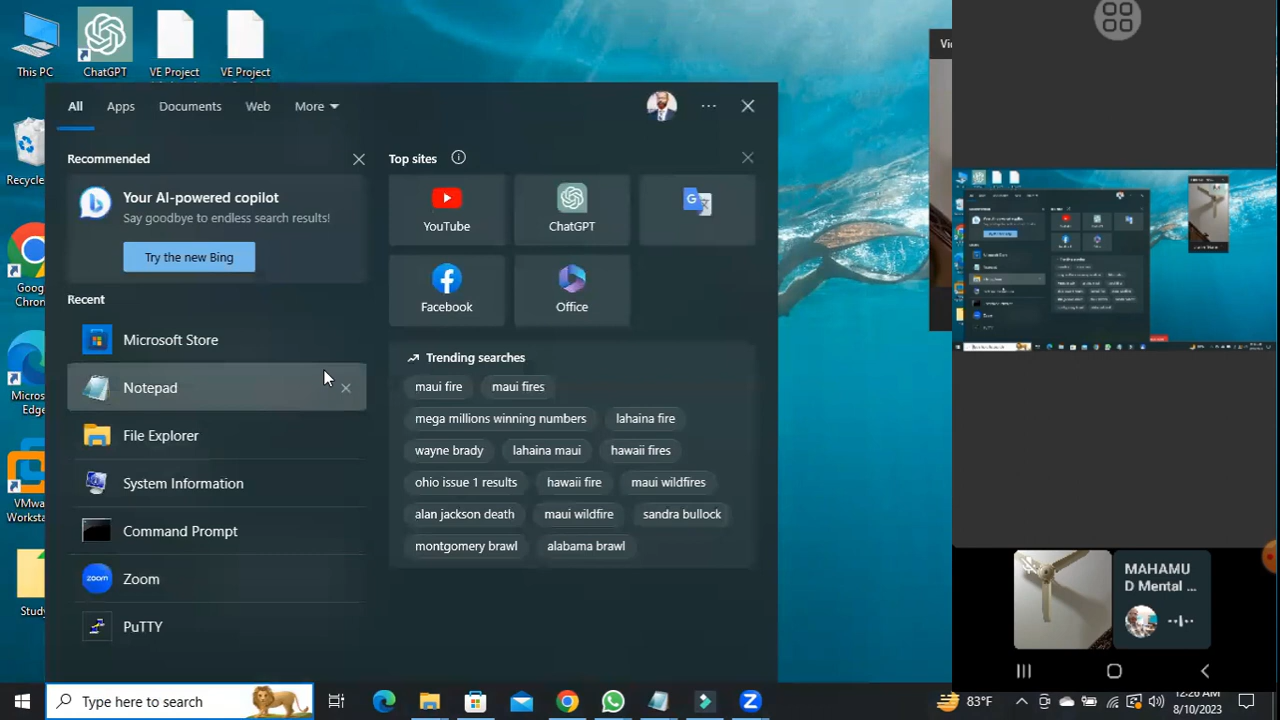 This PC
ChatGPT
VE Project
VE Project
Recycle
Goog
Chron
Micros
Edge
VMwa
Workst
Study
All
Apps
Documents
Web
More
Recommended
Your AI-powered copilot
Say goodbye to endless search results!
Try the new Bing
Recent
Microsoft Store
Notepad
File Explorer
System Information
Command Prompt
Zoom
PuTTY
Top sites
YouTube
ChatGPT
Facebook
Office
Trending searches
maui fire
maui fires
mega millions winning numbers
lahaina fire
wayne brady
lahaina maui
hawaii fires
ohio issue 1 results
hawaii fire
maui wildfires
alan jackson death
maui wildfire
sandra bullock
montgomery brawl
alabama brawl
MAHAMU
D Mental ...
Type here to search
83°F
12:26 AM
8/10/2023